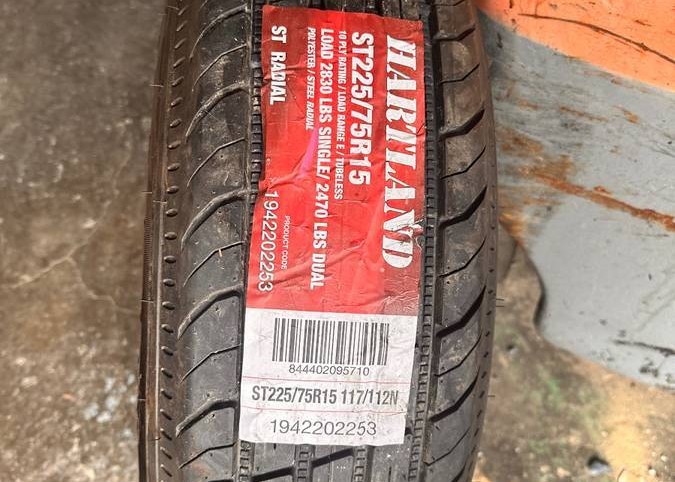 HARTLAND
ST225/75R15
10 PLY RATING / LOAD RANGE E / TUBELESS
LOAD 2830 LBS SINGLE/ 2470 LBS DUAL
POLYESTER / STEEL RADIAL
ST RADIAL
PRODUCT CODE
1942202253
844402095710
ST225/75R15 117/112N
1942202253